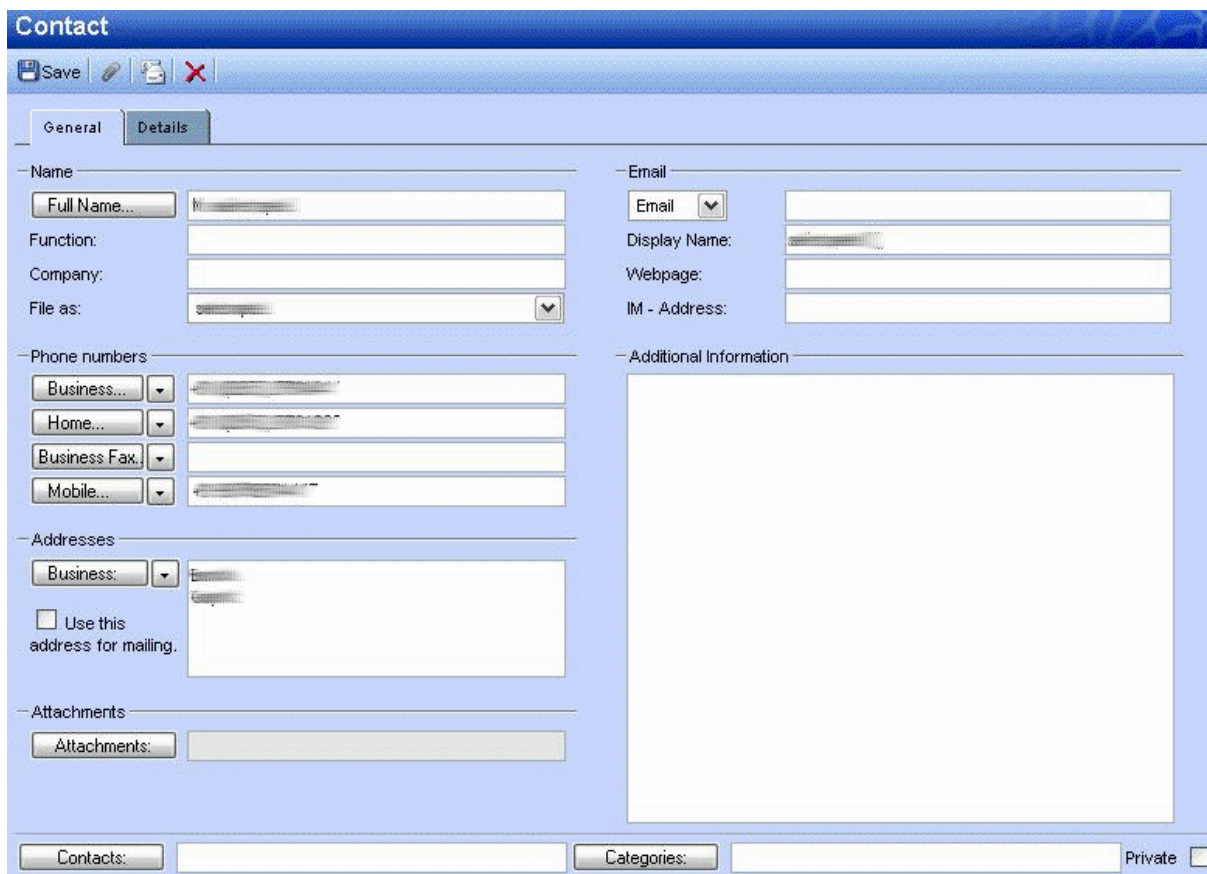 Contact
Save
General Details
Name
Full Name...
Function:
Company:
File as:
Phone numbers
Business...
Home...
Business Fax..
Mobile...
Addresses
Business:
Use this
address for mailing.
Attachments
Attachments:
Email
Email
Display Name:
Webpage:
IM - Address:
Additional Information
Contacts:
Categories:
Private